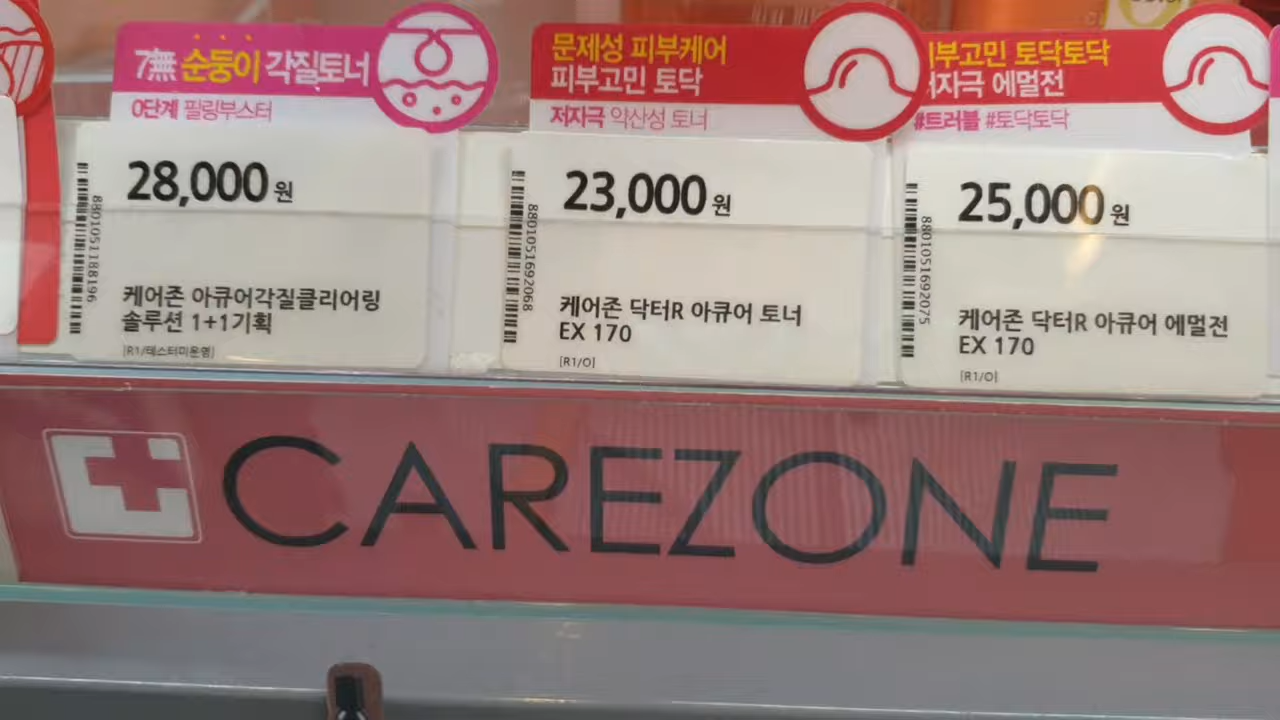 7無 순둥이 각질토너
0단계 필링부스터
28,000원
8801051188196
케어존 아큐어각질클리어링
솔루션 1+1기획
[R1/테스터미운영]
문제성 피부케어
피부고민 토닥
저자극 약산성 토너
23,000원
8801051692068
케어존 닥터R 아큐어 토너
EX 170
[R1/0]
피부고민 토닥토닥
저자극 에멀전
#트러블 #토닥토닥
25,000원
8801051692075
케어존 닥터R 아큐어 에멀전
EX 170
[R1/0]
CAREZONE